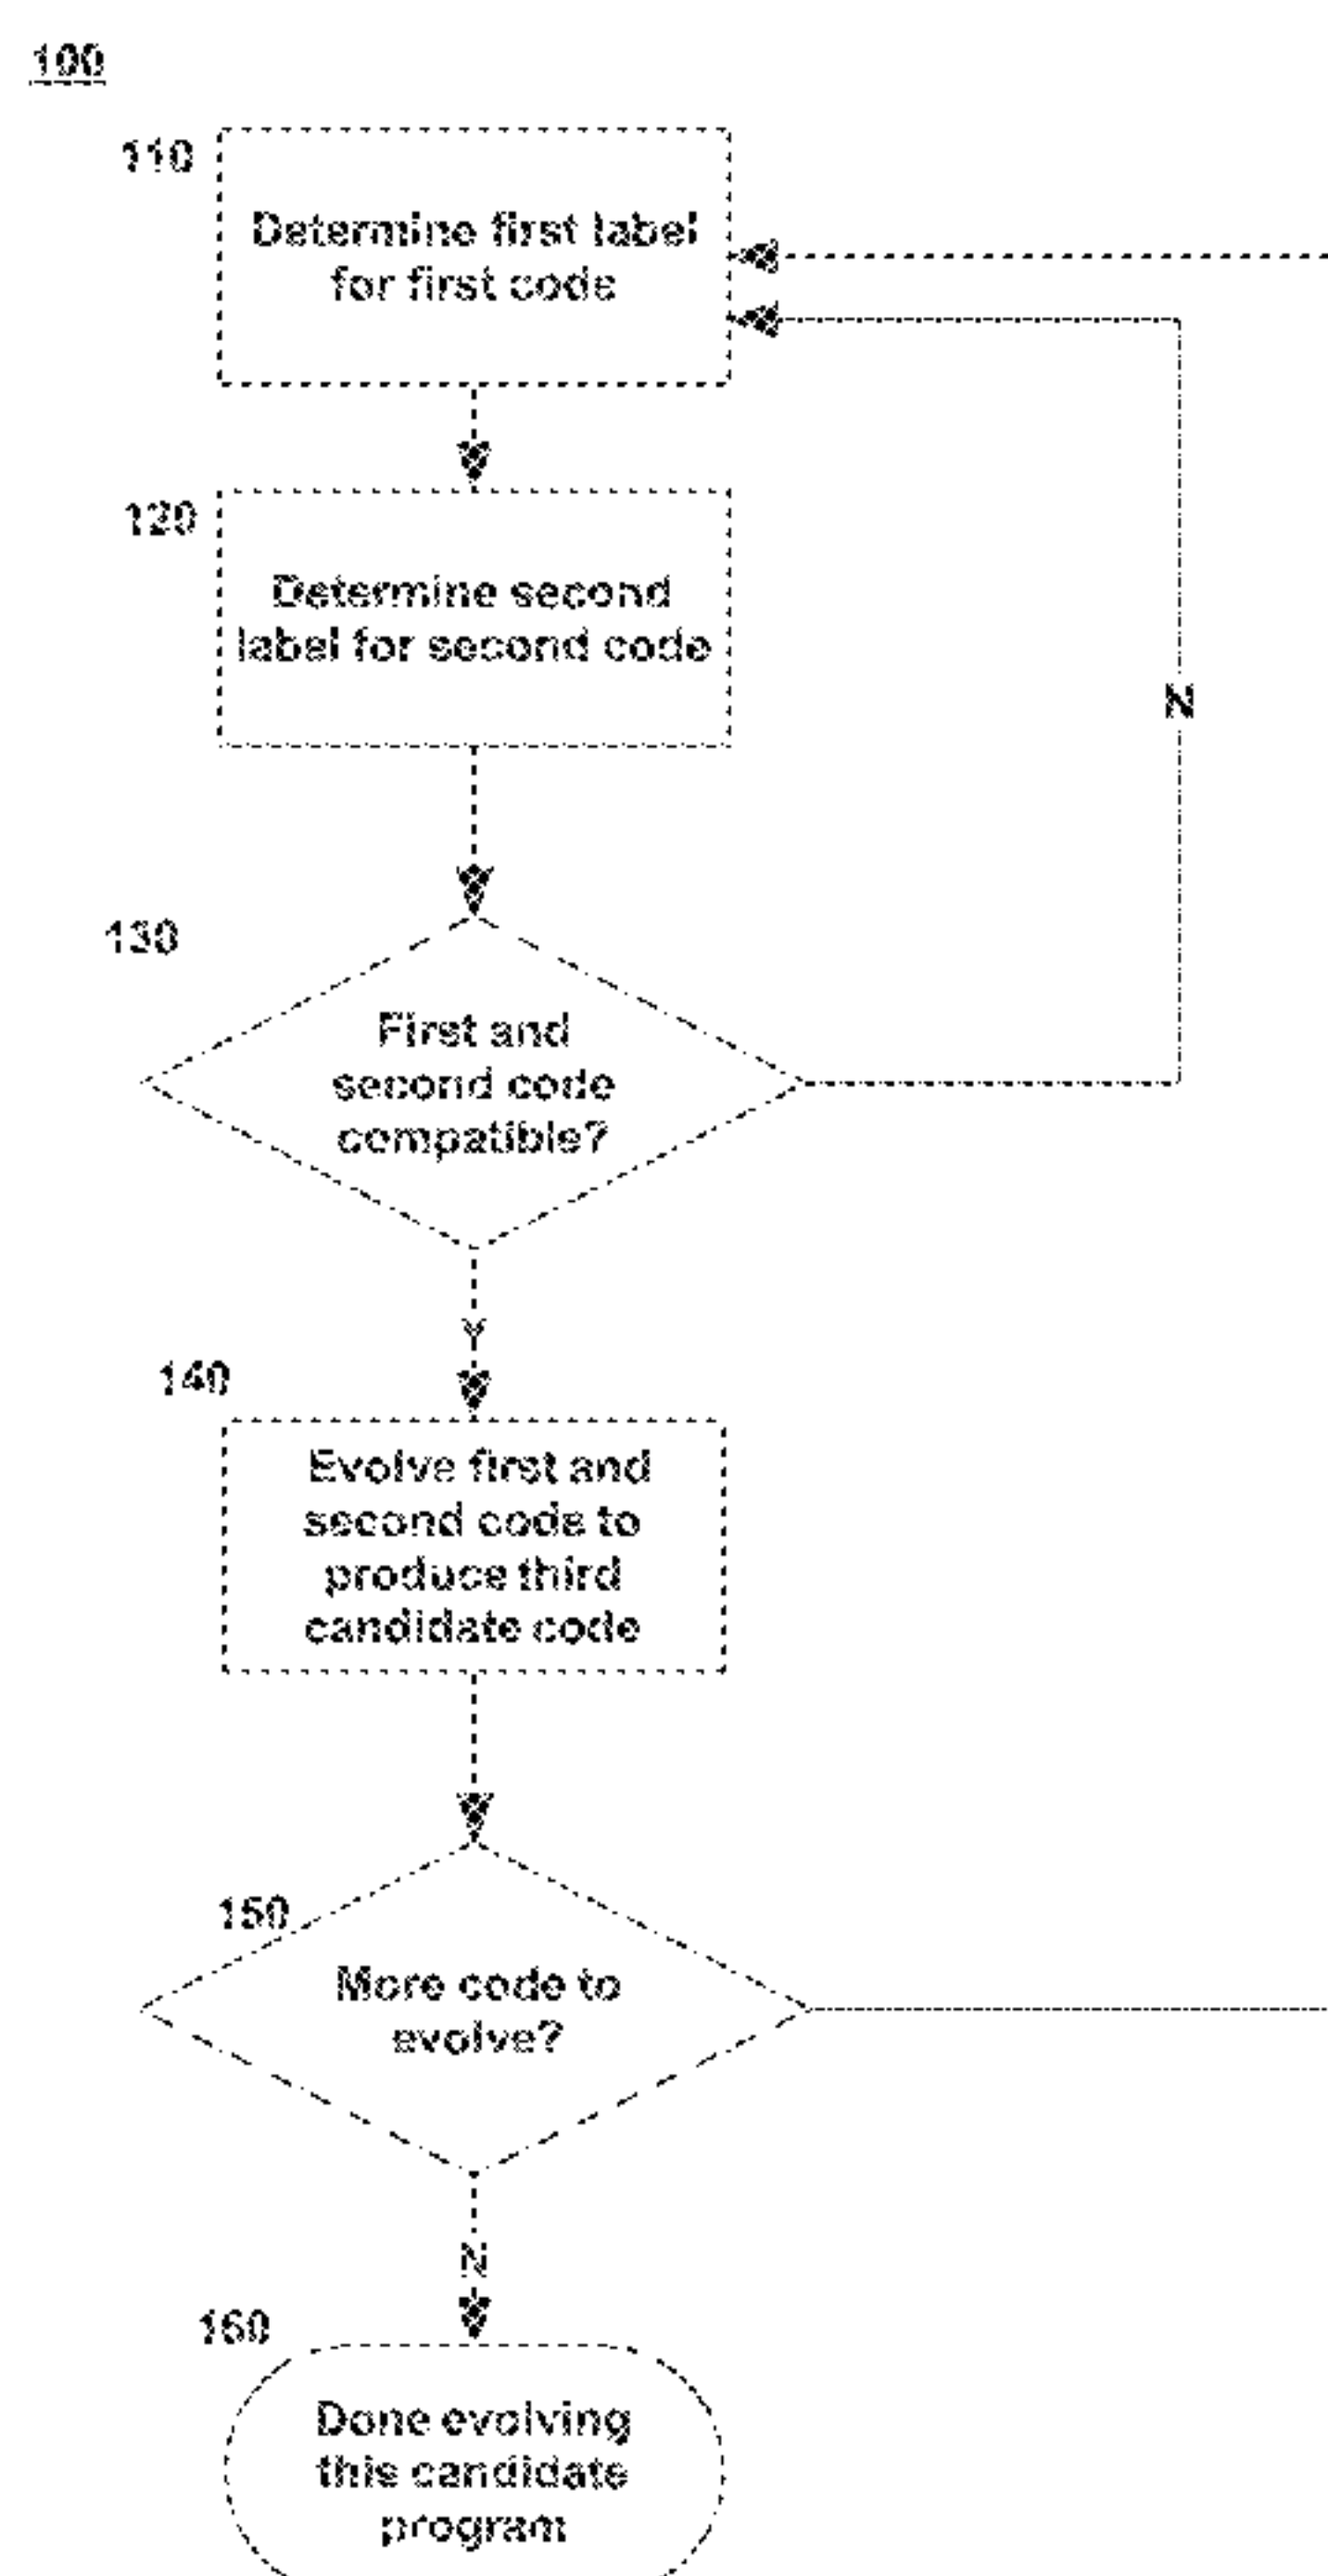 100
110
Determine first label
for first code
120
Determine second
label for second code
N
130
First and
second code
compatible?
Y
140
Evolve first and
second code to
produce third
candidate code
150
More code to
evolve?
N
160
Done evolving
this candidate
program